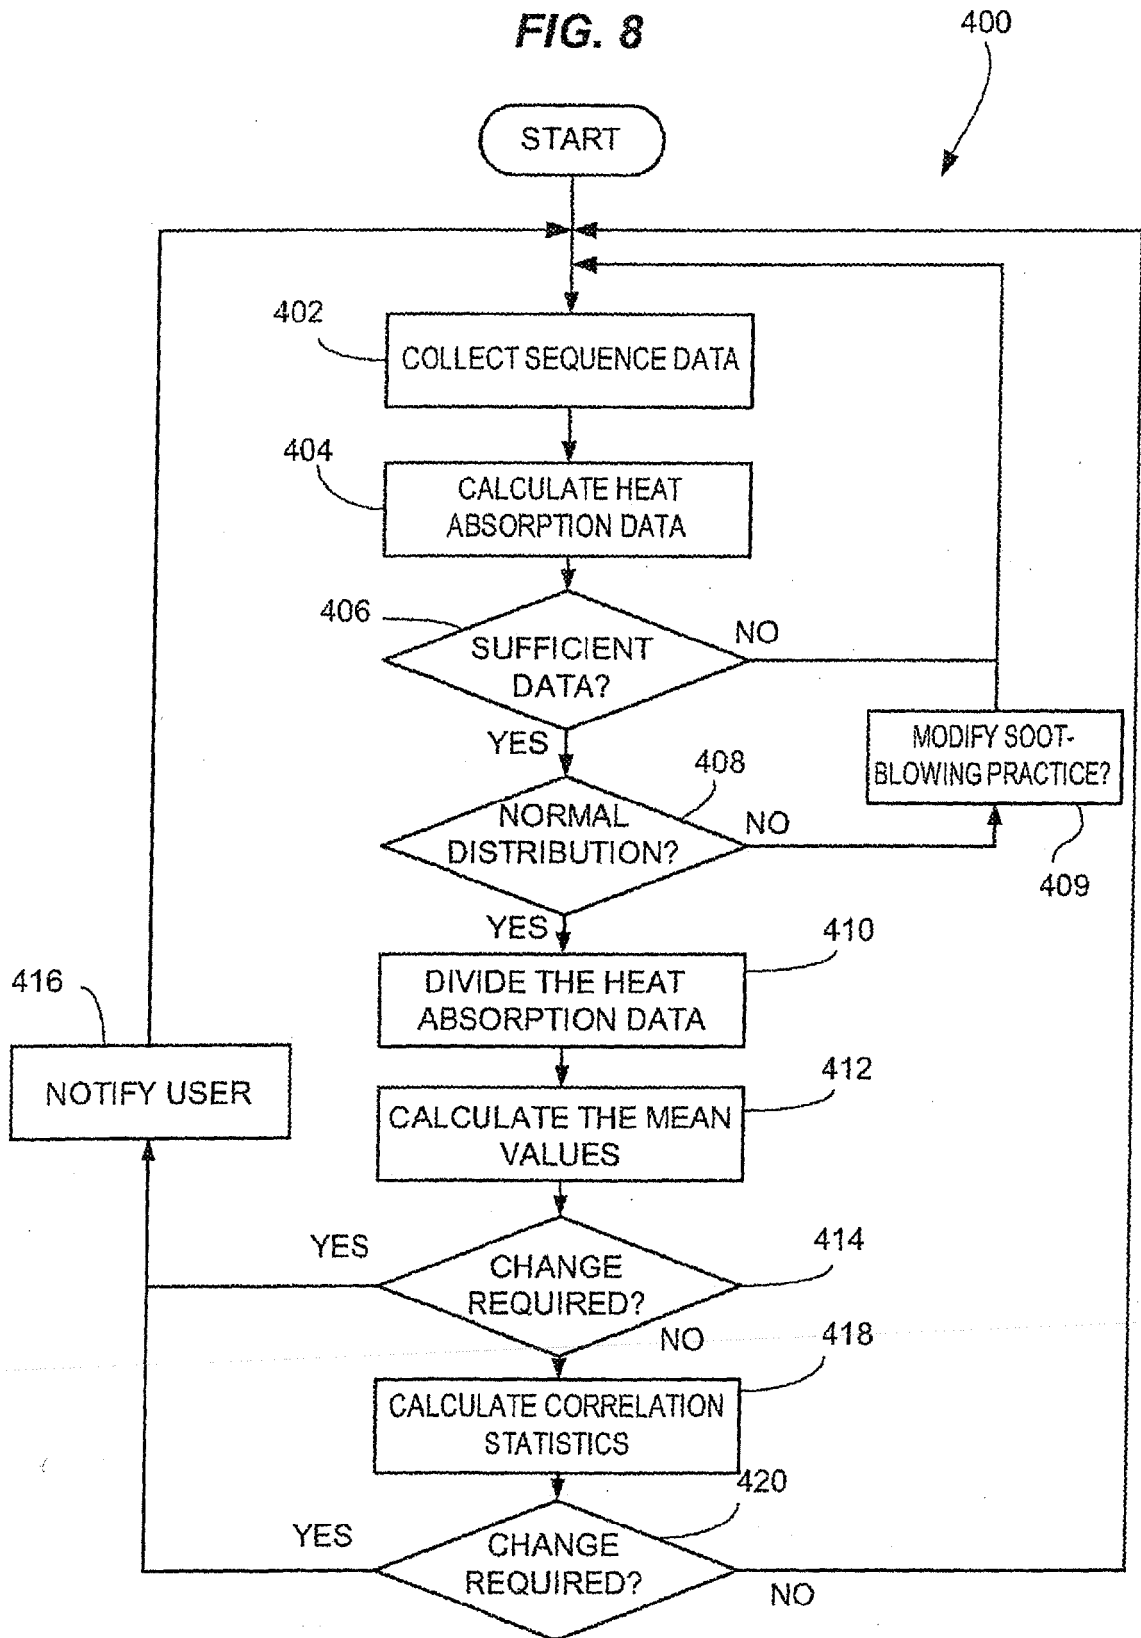 FIG. 8
400
START
402
COLLECT SEQUENCE DATA
404
CALCULATE HEAT
ABSORPTION DATA
406
SUFFICIENT
DATA?
NO
YES
MODIFY SOOT-
BLOWING PRACTICE?
409
408
NORMAL
DISTRIBUTION?
NO
YES
410
DIVIDE THE HEAT
ABSORPTION DATA
416
NOTIFY USER
412
CALCULATE THE MEAN
VALUES
YES
414
CHANGE
REQUIRED?
NO
418
CALCULATE CORRELATION
STATISTICS
420
YES
CHANGE
REQUIRED?
NO